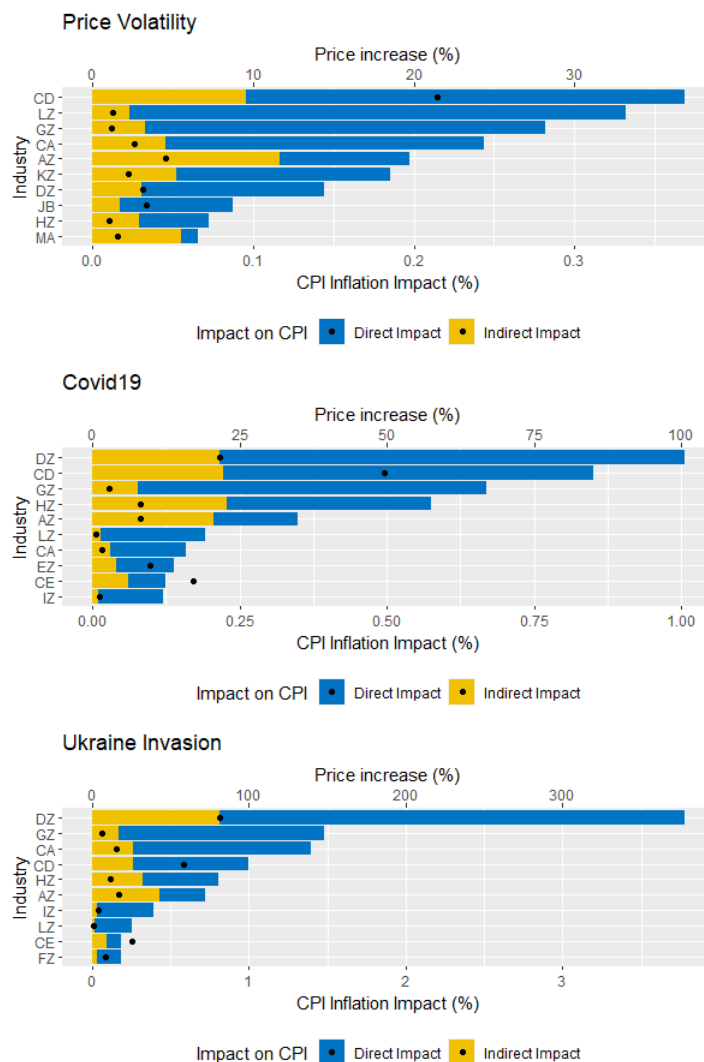 Price Volatility
Price increase (%)
0 10 20 30
Industry
CD
LZ
GZ
CA
AZ
KZ
DZ
JB
HZ
MA
0.0 0.1 0.2 0.3
CPI Inflation Impact (%)
Impact on CPI Direct Impact Indirect Impact
Covid19
Price increase (%)
0 25 50 75 100
Industry
DZ
CD
GZ
HZ
AZ
LZ
CA
EZ
CE
IZ
0.00 0.25 0.50 0.75 1.00
CPI Inflation Impact (%)
Impact on CPI Direct Impact Indirect Impact
Ukraine Invasion
Price increase (%)
0 100 200 300
Industry
DZ
GZ
CA
CD
HZ
AZ
IZ
LZ
CE
FZ
0 1 2 3
CPI Inflation Impact (%)
Impact on CPI Direct Impact Indirect Impact